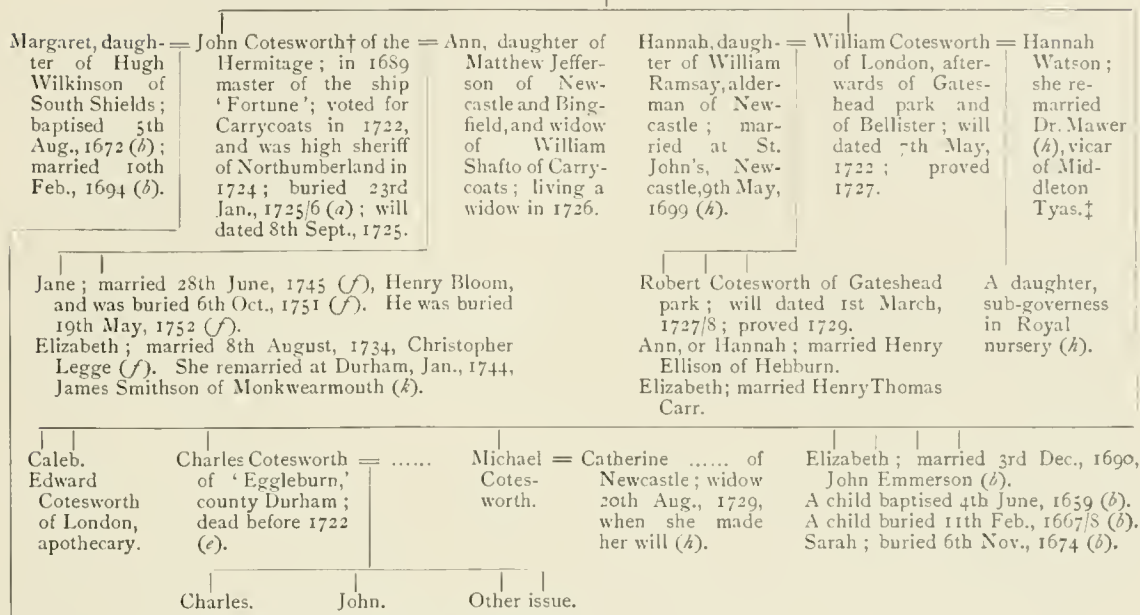 Margaret, daugh-
ter of Hugh
Wilkinson of
South Shields;
baptised 5th
Aug., 1672 (b);
married 10th
Feb., 1694 (b).
=
John Cotesworth† of the
Hermitage; in 1689
master of the ship
'Fortune'; voted for
Carrycoats in 1722,
and was high sheriff
of Northumberland in
1724; buried 23rd
Jan., 1725/6 (a); will
dated 8th Sept., 1725.
=
Ann, daughter of
Matthew Jeffer-
son of New-
castle and Bing-
field, and widow
of William
Shafto of Carry-
coats; living a
widow in 1726.
Hannah, daugh-
ter of William
Ramsay, alder-
man of New-
castle; mar-
ried at St.
John's, New-
castle, 9th May,
1699 (h).
=
William Cotesworth
of London, after-
wards of Gates-
head park and
of Bellister; will
dated 7th May,
1722; proved
1727.
=
Hannah
Watson;
she re-
married
Dr. Mawer
(h), vicar
of Mid-
dleton
Tyas.‡
Jane; married 28th June, 1745 (f), Henry Bloom,
and was buried 6th Oct., 1751 (f). He was buried
19th May, 1752 (f).
Elizabeth; married 8th August, 1734, Christopher
Legge (f). She remarried at Durham, Jan., 1744,
James Smithson of Monkwearmouth (k).
Robert Cotesworth of Gateshead
park; will dated 1st March,
1727/8; proved 1729.
Ann, or Hannah; married Henry
Ellison of Hebburn.
Elizabeth; married Henry Thomas
Carr.
A daughter,
sub-governess
in Royal
nursery (h).
Caleb.
Edward
Cotesworth
of London,
apothecary.
Charles Cotesworth = ......
of 'Eggleburn,'
county Durham;
dead before 1722
(e).
Michael =
Cotes-
worth.
Catherine ...... of
Newcastle; widow
20th Aug., 1729,
when she made
her will (h).
Elizabeth; married 3rd Dec., 1690,
John Emmerson (b).
A child baptised 4th June, 1659 (b).
A child buried 11th Feb., 1667/8 (b).
Sarah; buried 6th Nov., 1674 (b).
Charles. John. Other issue.